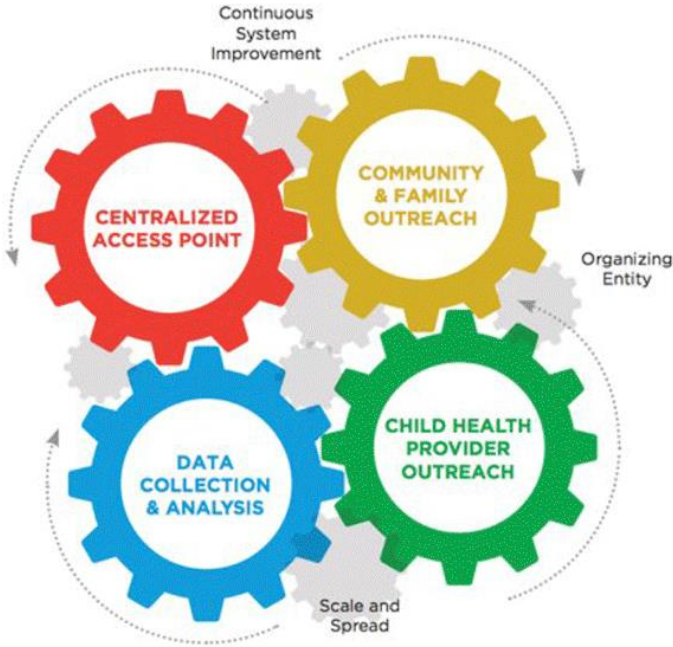 Continuous
System
Improvement
CENTRALIZED
ACCESS POINT
COMMUNITY
& FAMILY
OUTREACH
Organizing
Entity
DATA
COLLECTION
& ANALYSIS
CHILD HEALTH
PROVIDER
OUTREACH
Scale and
Spread